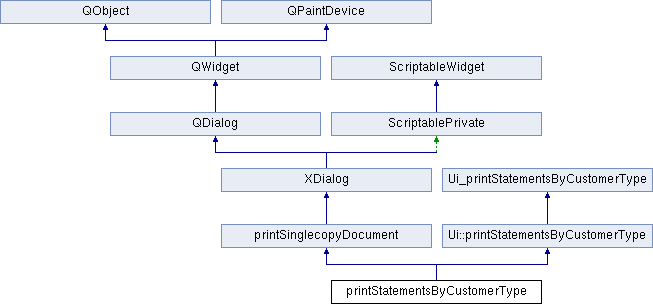 QObject
QPaintDevice
QWidget
ScriptableWidget
QDialog
ScriptablePrivate
XDialog
Ui_printStatementsByCustomerType
printSinglecopyDocument
Ui::printStatementsByCustomerType
printStatementsByCustomerType